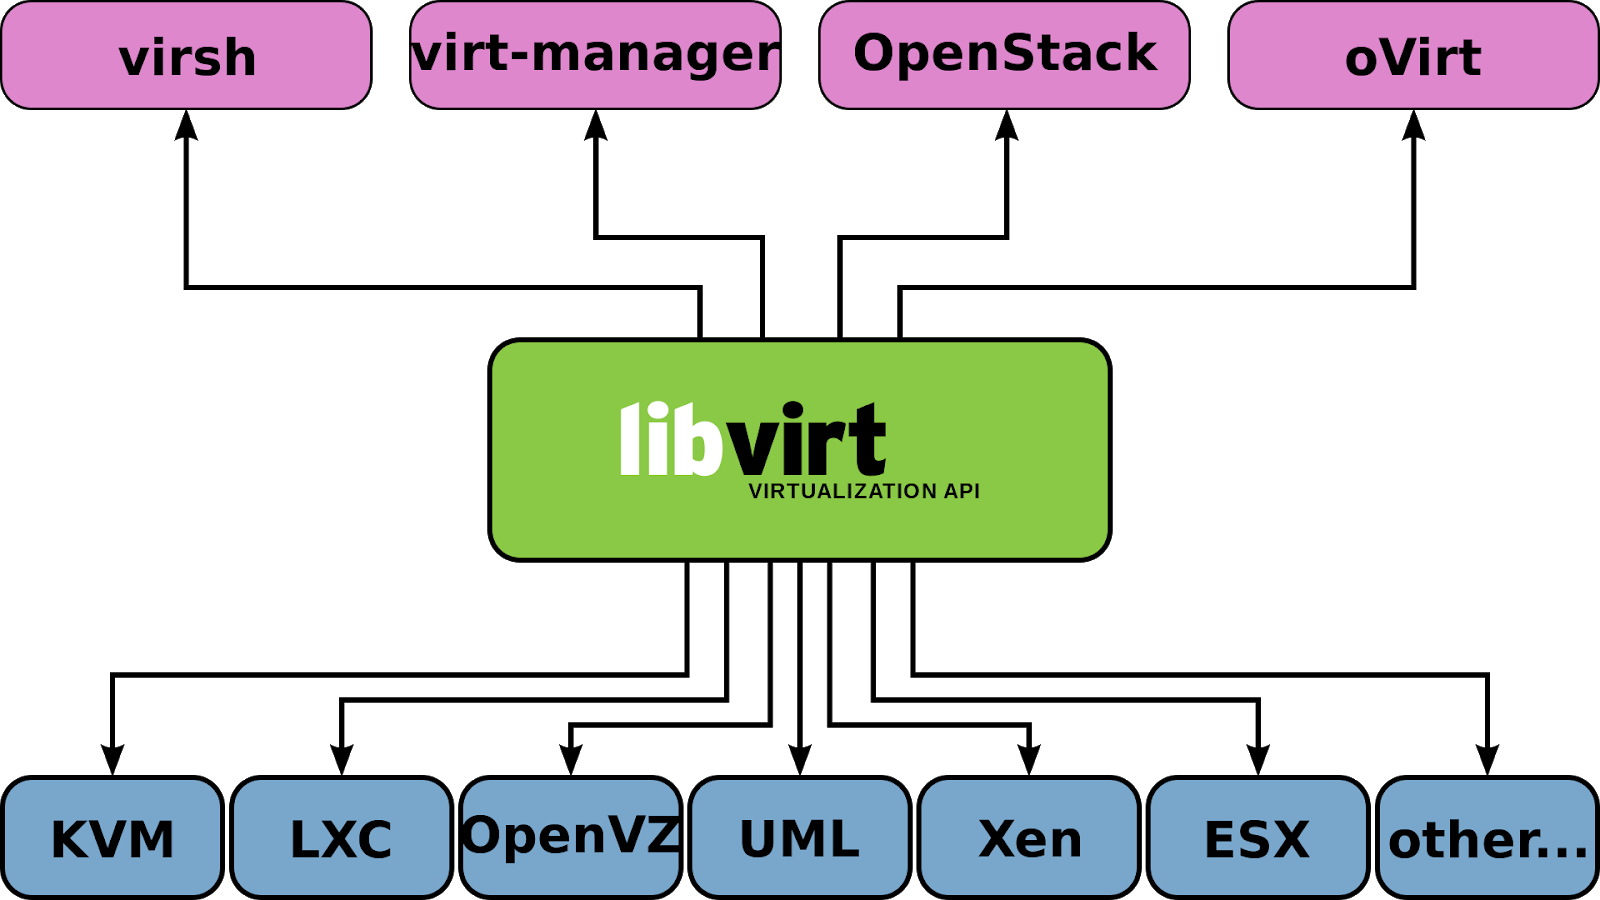 virsh
virt-manager
OpenStack
oVirt
libvirt
VIRTUALIZATION API
KVM
LXC
OpenVZ
UML
Xen
ESX
other...